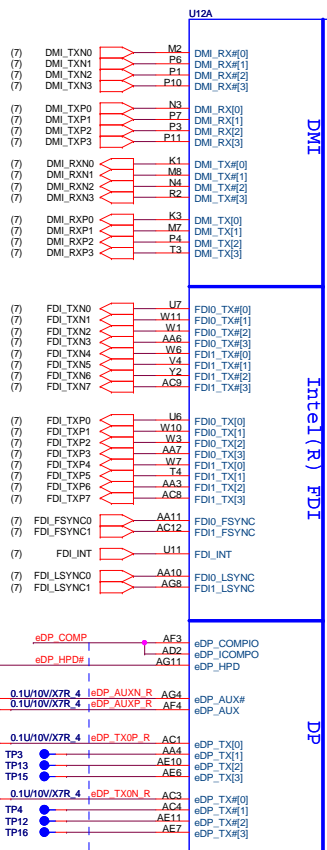 U12A
(7) DMI_TXN0 M2 DMI_RX#[0]
(7) DMI_TXN1 P6 DMI_RX#[1]
(7) DMI_TXN2 P1 DMI_RX#[2]
(7) DMI_TXN3 P10 DMI_RX#[3]
(7) DMI_TXP0 N3 DMI_RX[0]
(7) DMI_TXP1 P7 DMI_RX[1]
(7) DMI_TXP2 P3 DMI_RX[2]
(7) DMI_TXP3 P11 DMI_RX[3]
DMI
(7) DMI_RXN0 K1 DMI_TX#[0]
(7) DMI_RXN1 M8 DMI_TX#[1]
(7) DMI_RXN2 N4 DMI_TX#[2]
(7) DMI_RXN3 R2 DMI_TX#[3]
(7) DMI_RXP0 K3 DMI_TX[0]
(7) DMI_RXP1 M7 DMI_TX[1]
(7) DMI_RXP2 P4 DMI_TX[2]
(7) DMI_RXP3 T3 DMI_TX[3]
(7) FDI_TXN0 U7 FDI0_TX#[0]
(7) FDI_TXN1 W11 FDI0_TX#[1]
(7) FDI_TXN2 W1 FDI0_TX#[2]
(7) FDI_TXN3 AA6 FDI0_TX#[3]
(7) FDI_TXN4 W6 FDI1_TX#[0]
(7) FDI_TXN5 V4 FDI1_TX#[1]
(7) FDI_TXN6 Y2 FDI1_TX#[2]
(7) FDI_TXN7 AC9 FDI1_TX#[3]
Intel(R) FDI
(7) FDI_TXP0 U6 FDI0_TX[0]
(7) FDI_TXP1 W10 FDI0_TX[1]
(7) FDI_TXP2 W3 FDI0_TX[2]
(7) FDI_TXP3 AA7 FDI0_TX[3]
(7) FDI_TXP4 W7 FDI1_TX[0]
(7) FDI_TXP5 T4 FDI1_TX[1]
(7) FDI_TXP6 AA3 FDI1_TX[2]
(7) FDI_TXP7 AC8 FDI1_TX[3]
(7) FDI_FSYNC0 AA11 FDI0_FSYNC
(7) FDI_FSYNC1 AC12 FDI1_FSYNC
(7) FDI_INT U11 FDI_INT
(7) FDI_LSYNC0 AA10 FDI0_LSYNC
(7) FDI_LSYNC1 AG8 FDI1_LSYNC
eDP_COMP AF3 eDP_COMPIO
AD2 eDP_ICOMPO
eDP_HPD# AG11 eDP_HPD
0.1U/10V/X7R_4 eDP_AUXN_R AG4 eDP_AUX#
0.1U/10V/X7R_4 eDP_AUXP_R AF4 eDP_AUX
DP
0.1U/10V/X7R_4 eDP_TX0P_R AC1 eDP_TX[0]
TP3 AA4 eDP_TX[1]
TP13 AE10 eDP_TX[2]
TP15 AE6 eDP_TX[3]
0.1U/10V/X7R_4 eDP_TX0N_R AC3 eDP_TX#[0]
TP4 AC4 eDP_TX#[1]
TP12 AE11 eDP_TX#[2]
TP16 AE7 eDP_TX#[3]